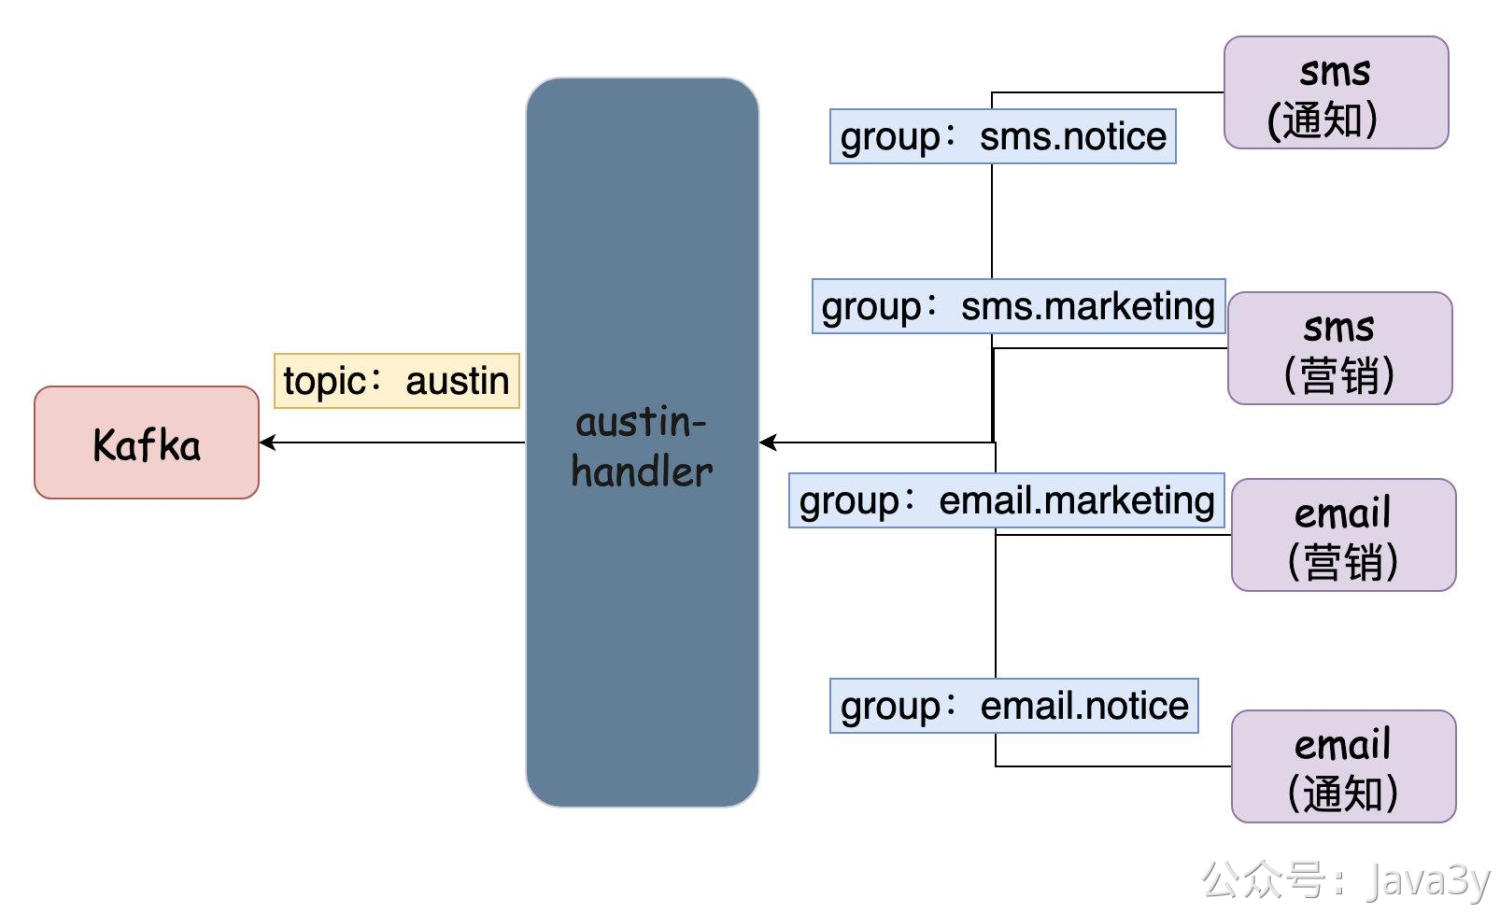 sms
(通知）
group：sms.notice
group：sms.marketing
sms
（营销）
topic：austin
Kafka
austin-
handler
group：email.marketing
email
（营销）
group：email.notice
email
（通知）
公众号：Java3y